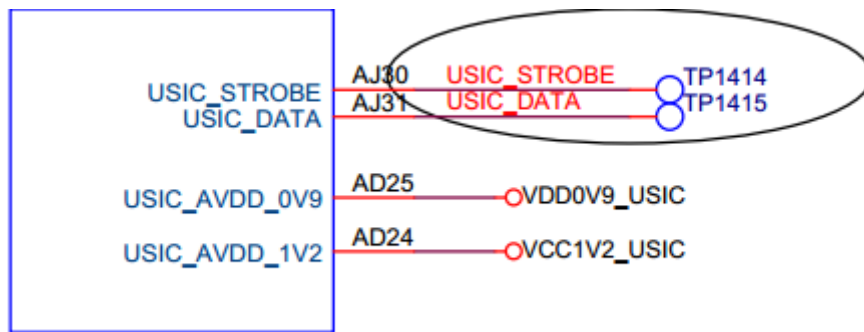 AJ30 USIC_STROBE TP1414
USIC_STROBE
AJ31 USIC_DATA TP1415
USIC_DATA
AD25
USIC_AVDD_0V9 VDD0V9_USIC
AD24
USIC_AVDD_1V2 VCC1V2_USIC